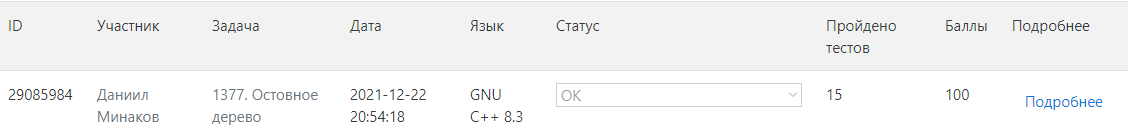 ID Участник Задача Дата Язык Статус Пройдено тестов Баллы Подробнее
29085984 Даниил Минаков 1377. Остовное дерево 2021-12-22 20:54:18 GNU C++ 8.3 OK 15 100 Подробнее